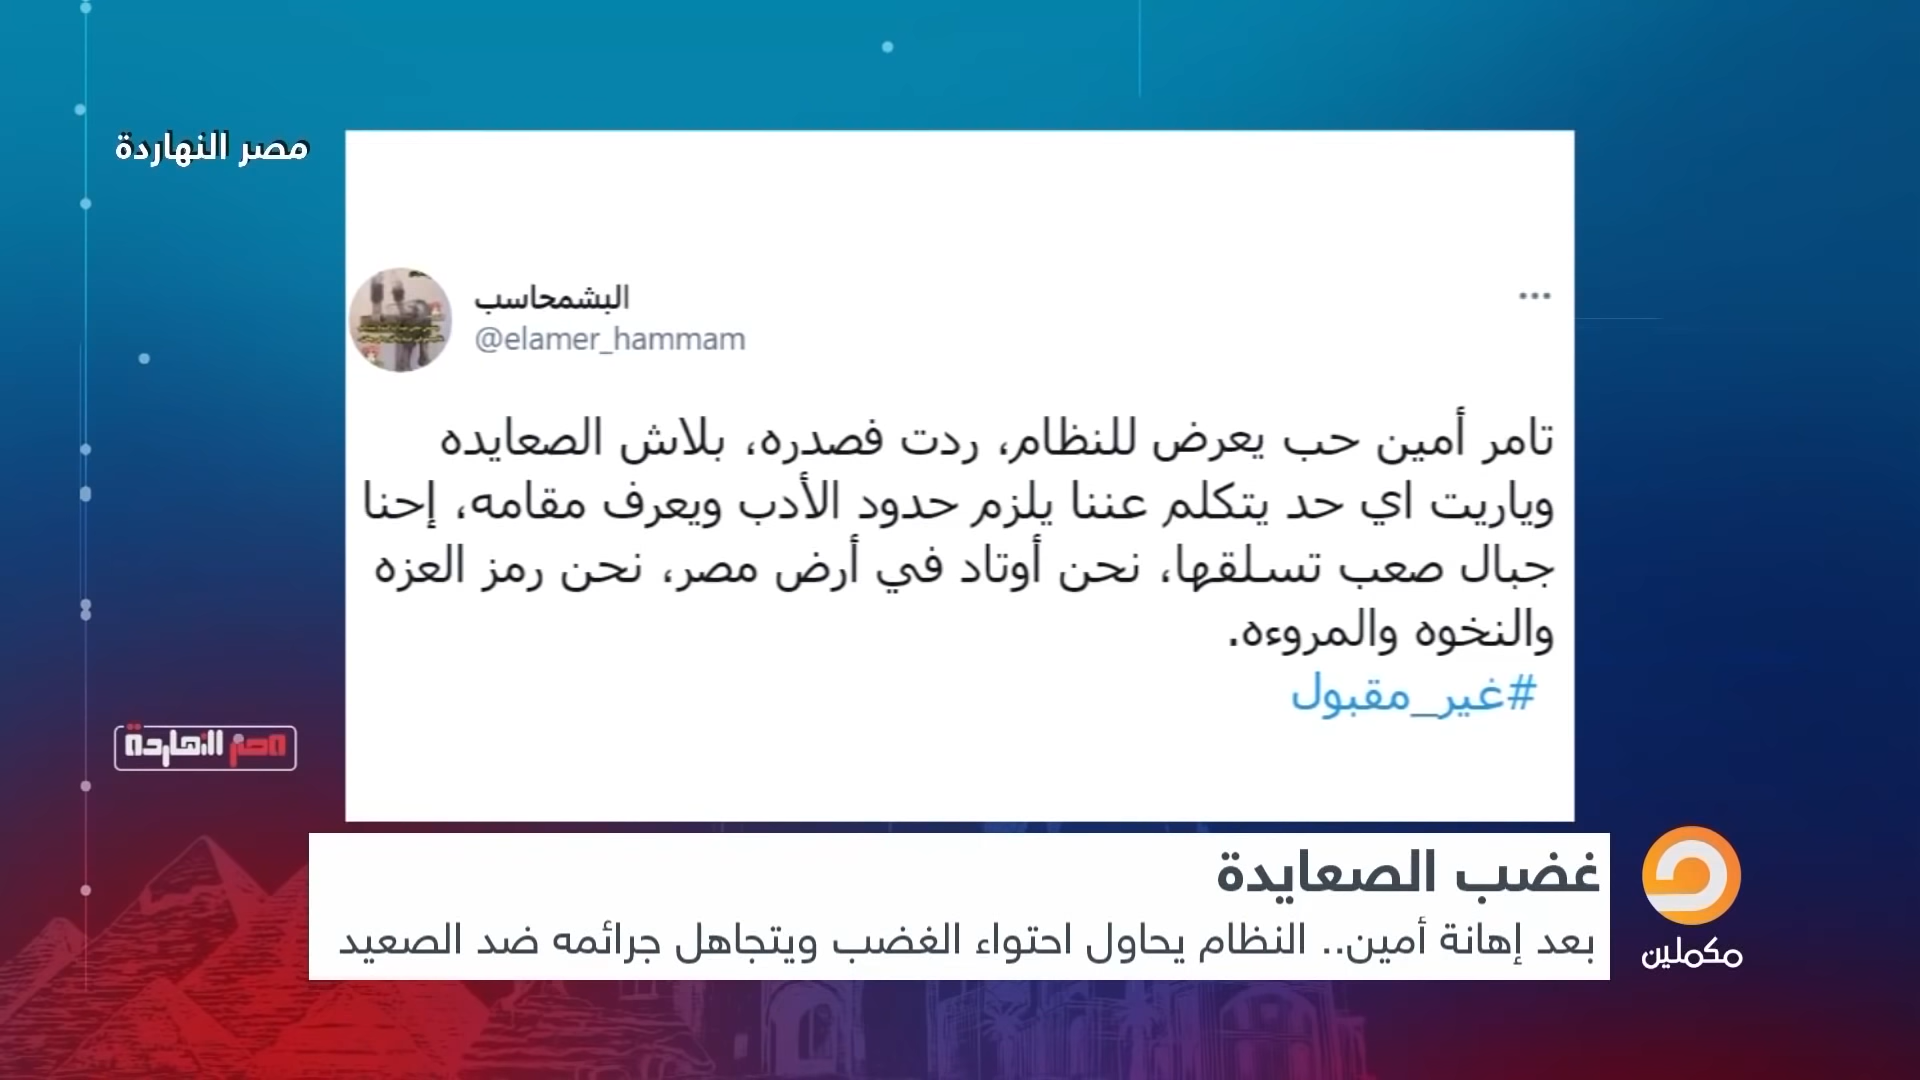 مصر النهاردة
البشمحاسب
@elamer_hammam
تامر أمين حب يعرض للنظام، ردت فصدره، بلاش الصعايده
وياريت اي حد يتكلم عننا يلزم حدود الأدب ويعرف مقامه، إحنا
جبال صعب تسلقها، نحن أوتاد في أرض مصر، نحن رمز العزه
والنخوه والمروءه.
#غير_مقبول
مصر النهاردة
غضب الصعايدة
بعد إهانة أمين.. النظام يحاول احتواء الغضب ويتجاهل جرائمه ضد الصعيد
مكملين